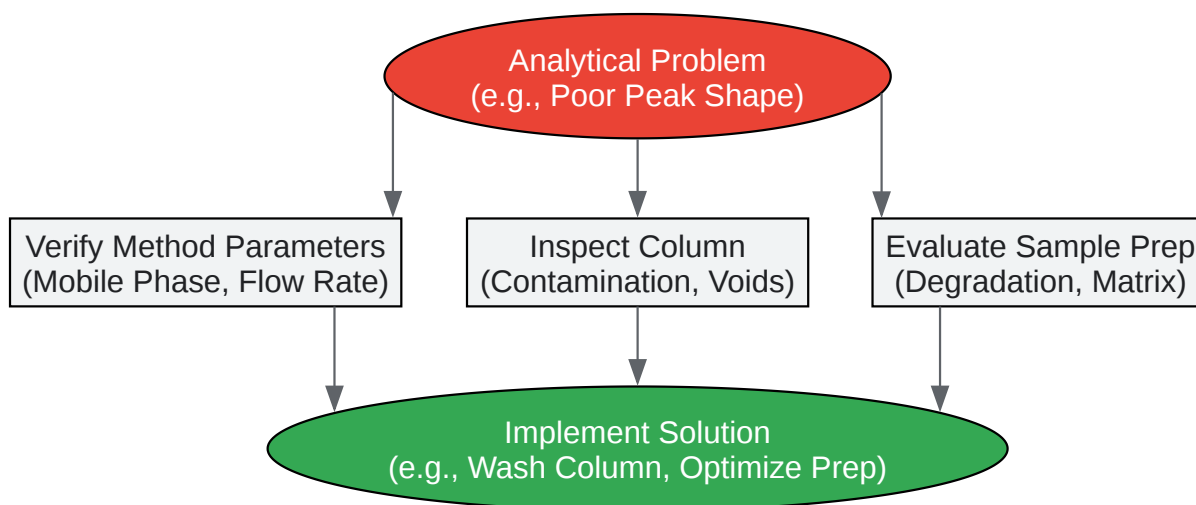 Analytical Problem
(e.g., Poor Peak Shape)
Verify Method Parameters
(Mobile Phase, Flow Rate)
Inspect Column
(Contamination, Voids)
Evaluate Sample Prep
(Degradation, Matrix)
Implement Solution
(e.g., Wash Column, Optimize Prep)